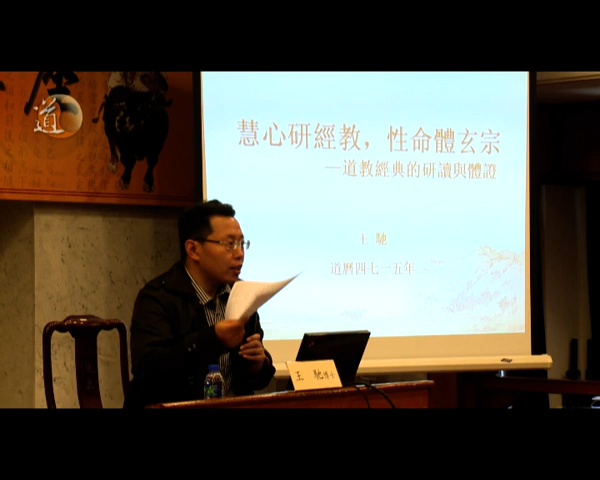 道
慧心研經教，性命體玄宗
—道教經典的研讀與體證
王 馳
道曆四七一五年
王 馳博士